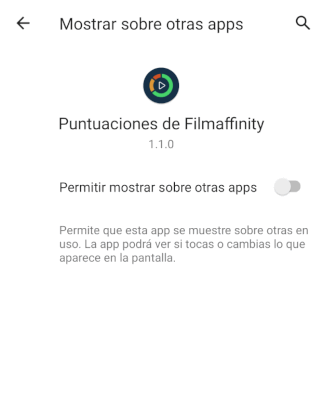 Mostrar sobre otras apps
Puntuaciones de Filmaffinity
1.1.0
Permitir mostrar sobre otras apps
Permite que esta app se muestre sobre otras en
uso. La app podrá ver si tocas o cambias lo que
aparece en la pantalla.